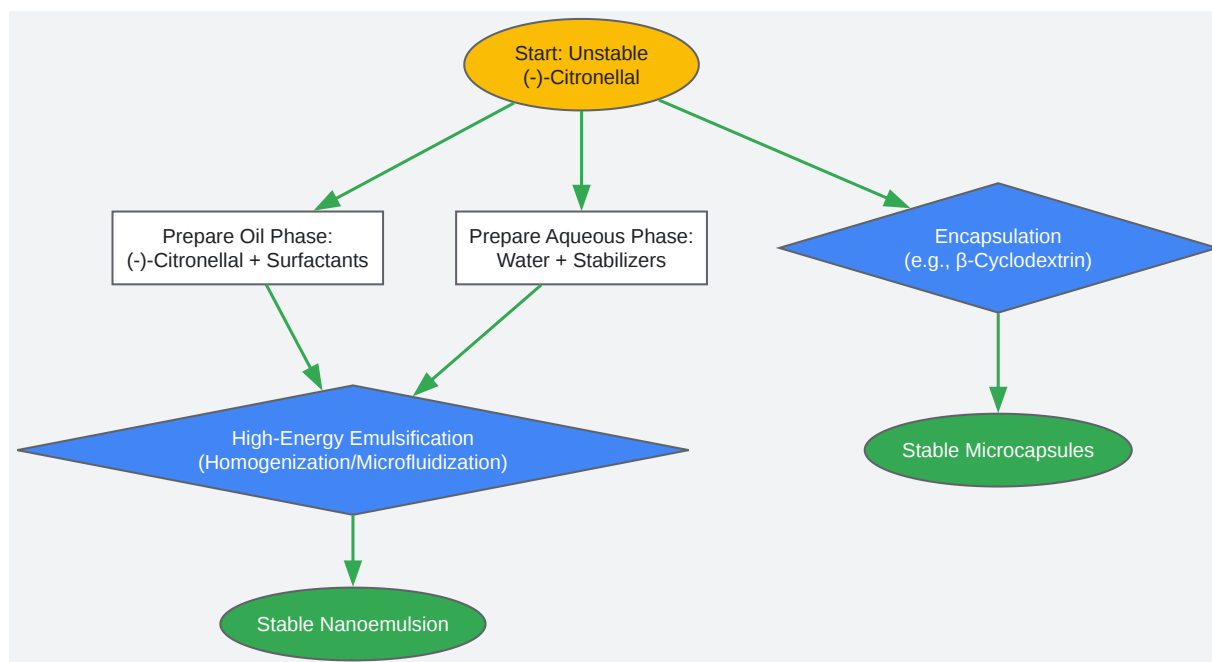 Start: Unstable
(-)-Citronellal
Prepare Oil Phase:
(-)-Citronellal + Surfactants
Prepare Aqueous Phase:
Water + Stabilizers
Encapsulation
(e.g., β-Cyclodextrin)
High-Energy Emulsification
(Homogenization/Microfluidization)
Stable Microcapsules
Stable Nanoemulsion